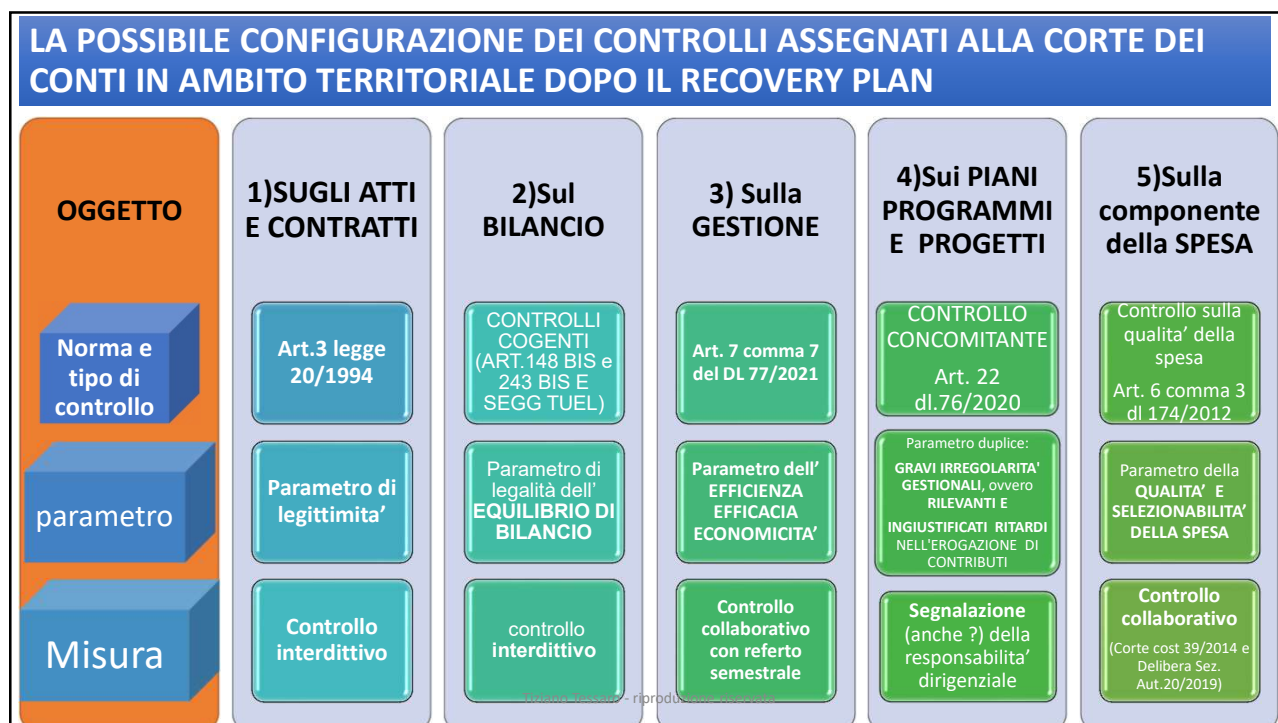 LA POSSIBILE CONFIGURAZIONE DEI CONTROLLI ASSEGNATI ALLA CORTE DEI
CONTI IN AMBITO TERRITORIALE DOPO IL RECOVERY PLAN
OGGETTO
Norma e
tipo di
controllo
parametro
Misura
1)SUGLI ATTI
E CONTRATTI
Art.3 legge
20/1994
Parametro di
legittimita’
Controllo
interdittivo
2)Sul
BILANCIO
CONTROLLI
COGENTI
(ART.148 BIS e
243 BIS E
SEGG TUEL)
Parametro di
legalità dell’
EQUILIBRIO DI
BILANCIO
controllo
interdittivo
3) Sulla
GESTIONE
Art. 7 comma 7
del DL 77/2021
Parametro dell’
EFFICIENZA
EFFICACIA
ECONOMICITA’
Controllo
collaborativo
con referto
semestrale
4)Sui PIANI
PROGRAMMI
E PROGETTI
CONTROLLO
CONCOMITANTE
Art. 22
dl.76/2020
Parametro duplice:
GRAVI IRREGOLARITA'
GESTIONALI, ovvero
RILEVANTI E
INGIUSTIFICATI RITARDI
NELL'EROGAZIONE DI
CONTRIBUTI
Segnalazione
(anche ?) della
responsabilita’
dirigenziale
5)Sulla
componente
della SPESA
Controllo sulla
qualita’ della
spesa
Art. 6 comma 3
dl 174/2012
Parametro della
QUALITA’ E
SELEZIONABILITA’
DELLA SPESA
Controllo
collaborativo
(Corte cost 39/2014 e
Delibera Sez.
Aut.20/2019)
Tiziano Tessaro - riproduzione riservata